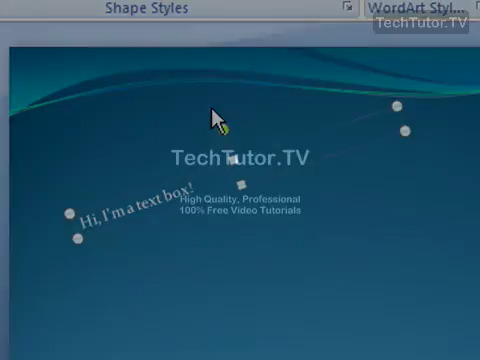 Shape Styles
WordArt Styl...
TechTutor.TV
TechTutor.TV
High Quality, Professional
100% Free Video Tutorials
Hi, I'm a text box!